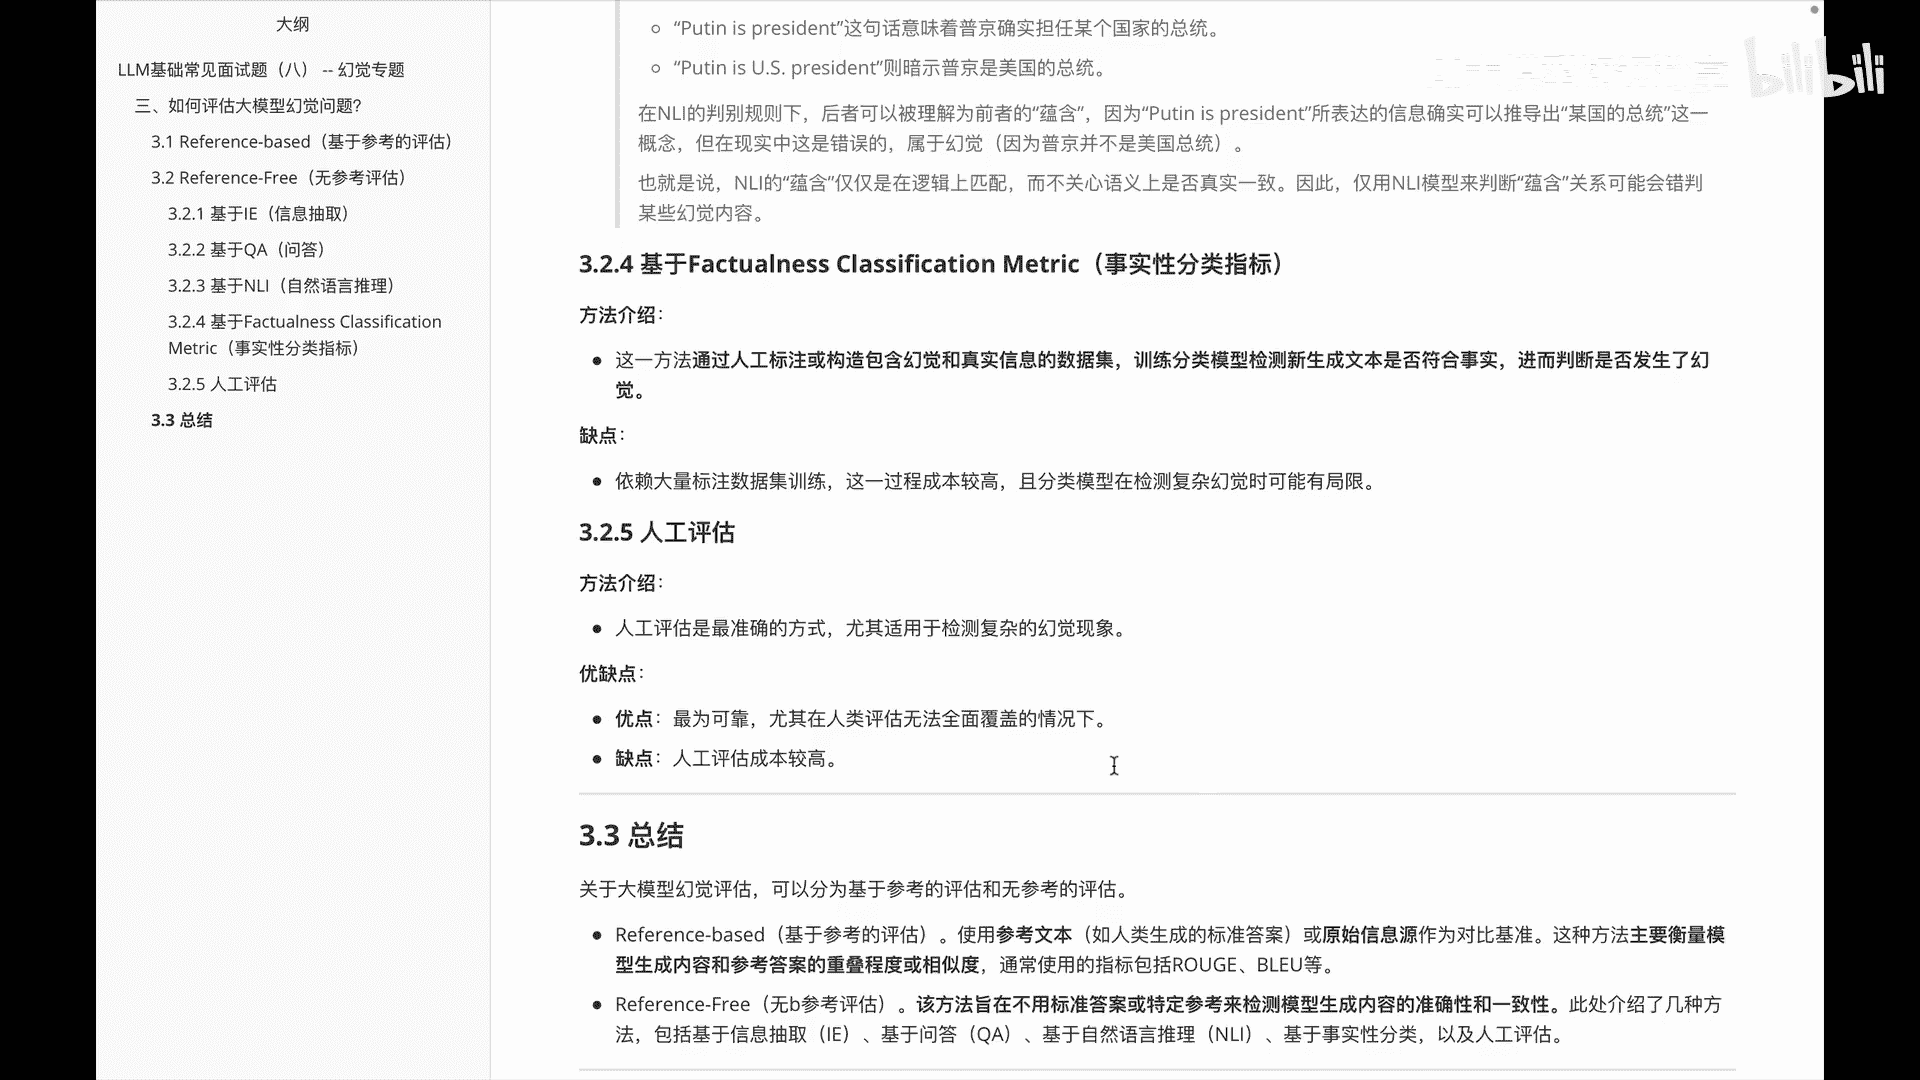 大纲
LLM基础常见面试题（八） -- 幻觉专题
三、如何评估大模型幻觉问题?
3.1 Reference-based（基于参考的评估）
3.2 Reference-Free（无参考评估）
3.2.1 基于IE（信息抽取）
3.2.2 基于QA（问答）
3.2.3 基于NLI（自然语言推理）
3.2.4 基于Factualness Classification
Metric（事实性分类指标）
3.2.5 人工评估
3.3 总结
“Putin is president”这句话意味着普京确实担任某个国家的总统。
“Putin is U.S. president”则暗示普京是美国的总统。
在NLI的判别规则下，后者可以被理解为前者的“蕴含”，因为“Putin is president”所表达的信息确实可以推导出“某国的总统”这一
概念，但在现实中这是错误的，属于幻觉（因为普京并不是美国总统）。
也就是说，NLI的“蕴含”仅仅是在逻辑上匹配，而不关心语义上是否真实一致。因此，仅用NLI模型来判断“蕴含”关系可能会错判
某些幻觉内容。
3.2.4 基于Factualness Classification Metric（事实性分类指标）
方法介绍：
这一方法通过人工标注或构造包含幻觉和真实信息的数据集，训练分类模型检测新生成文本是否符合事实，进而判断是否发生了幻
觉。
缺点：
依赖大量标注数据集训练，这一过程成本较高，且分类模型在检测复杂幻觉时可能有局限。
3.2.5 人工评估
方法介绍：
人工评估是最准确的方式，尤其适用于检测复杂的幻觉现象。
优缺点：
优点：最为可靠，尤其在人类评估无法全面覆盖的情况下。
缺点：人工评估成本较高。
3.3 总结
关于大模型幻觉评估，可以分为基于参考的评估和无参考的评估。
Reference-based（基于参考的评估）。使用参考文本（如人类生成的标准答案）或原始信息源作为对比基准。这种方法主要衡量模
型生成内容和参考答案的重叠程度或相似度，通常使用的指标包括ROUGE、BLEU等。
Reference-Free（无b参考评估）。该方法旨在不用标准答案或特定参考来检测模型生成内容的准确性和一致性。此处介绍了几种方
法，包括基于信息抽取（IE）、基于问答（QA）、基于自然语言推理（NLI）、基于事实性分类，以及人工评估。
bilibili